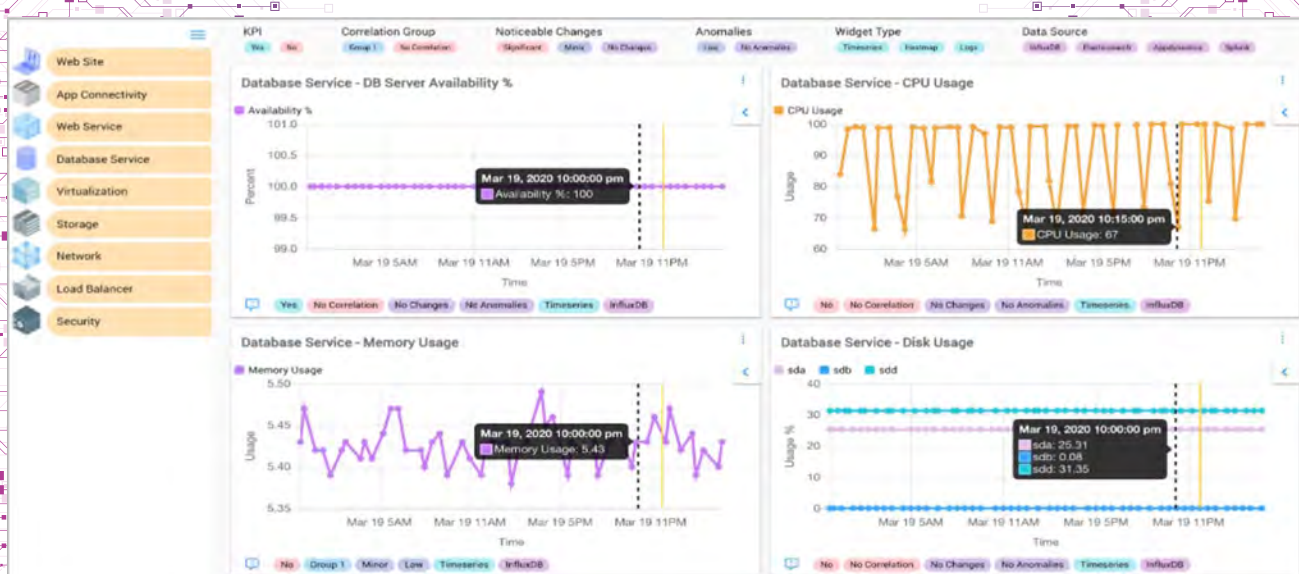 KPI
Yes No
Correlation Group
Group 1 No Correlation
Noticeable Changes
Significant Minor No Changes
Anomalies
Low No Anomalies
Widget Type
Timeseries Heatmap Logs
Data Source
InfluxDB Elasticsearch Appdynamics Splunk
Web Site
App Connectivity
Web Service
Database Service
Virtualization
Storage
Network
Load Balancer
Security
Database Service - DB Server Availability %
Availability %
101.0
100.5
100.0
99.5
99.0
Percent
Mar 19, 2020 10:00:00 pm
Availability %: 100
Mar 19 5AM Mar 19 11AM Mar 19 5PM Mar 19 11PM
Time
Yes No Correlation No Changes No Anomalies Timeseries InfluxDB
Database Service - CPU Usage
CPU Usage
100
90
80
70
60
Usage
Mar 19, 2020 10:15:00 pm
CPU Usage: 67
Mar 19 5AM Mar 19 11AM Mar 19 5PM Mar 19 11PM
Time
No No Correlation No Changes No Anomalies Timeseries InfluxDB
Database Service - Memory Usage
Memory Usage
5.50
5.45
5.40
5.35
Usage
Mar 19, 2020 10:00:00 pm
Memory Usage: 5.43
Mar 19 5AM Mar 19 11AM Mar 19 5PM Mar 19 11PM
Time
No Group 1 Minor Low Timeseries InfluxDB
Database Service - Disk Usage
sda sdb sdd
40
30
20
10
0
Usage %
Mar 19, 2020 10:00:00 pm
sda: 25.31
sdb: 0.08
sdd: 31.35
Mar 19 5AM Mar 19 11AM Mar 19 5PM Mar 19 11PM
Time
No No Correlation No Changes No Anomalies Timeseries InfluxDB